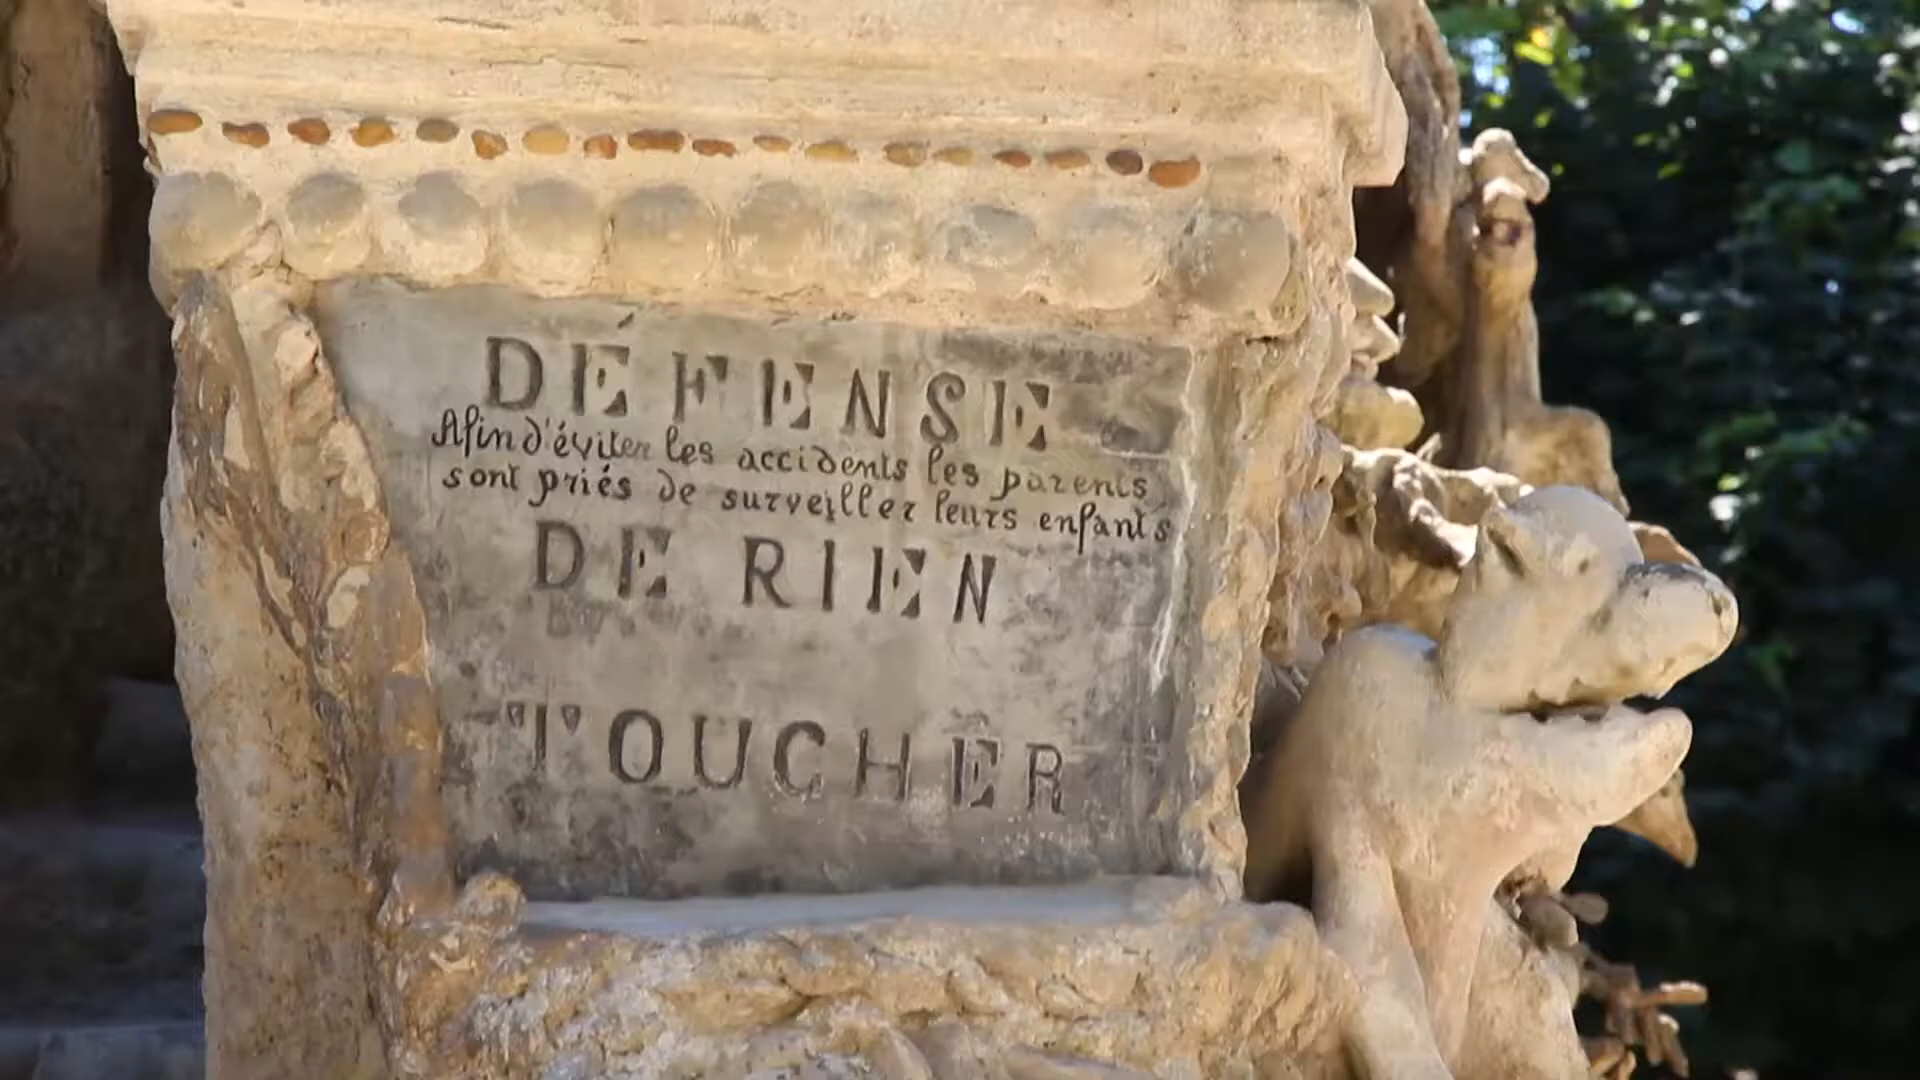 DÉFENSE
Afin d'éviter les accidents les parents
sont priés de surveiller leurs enfants
DE RIEN
TOUCHER